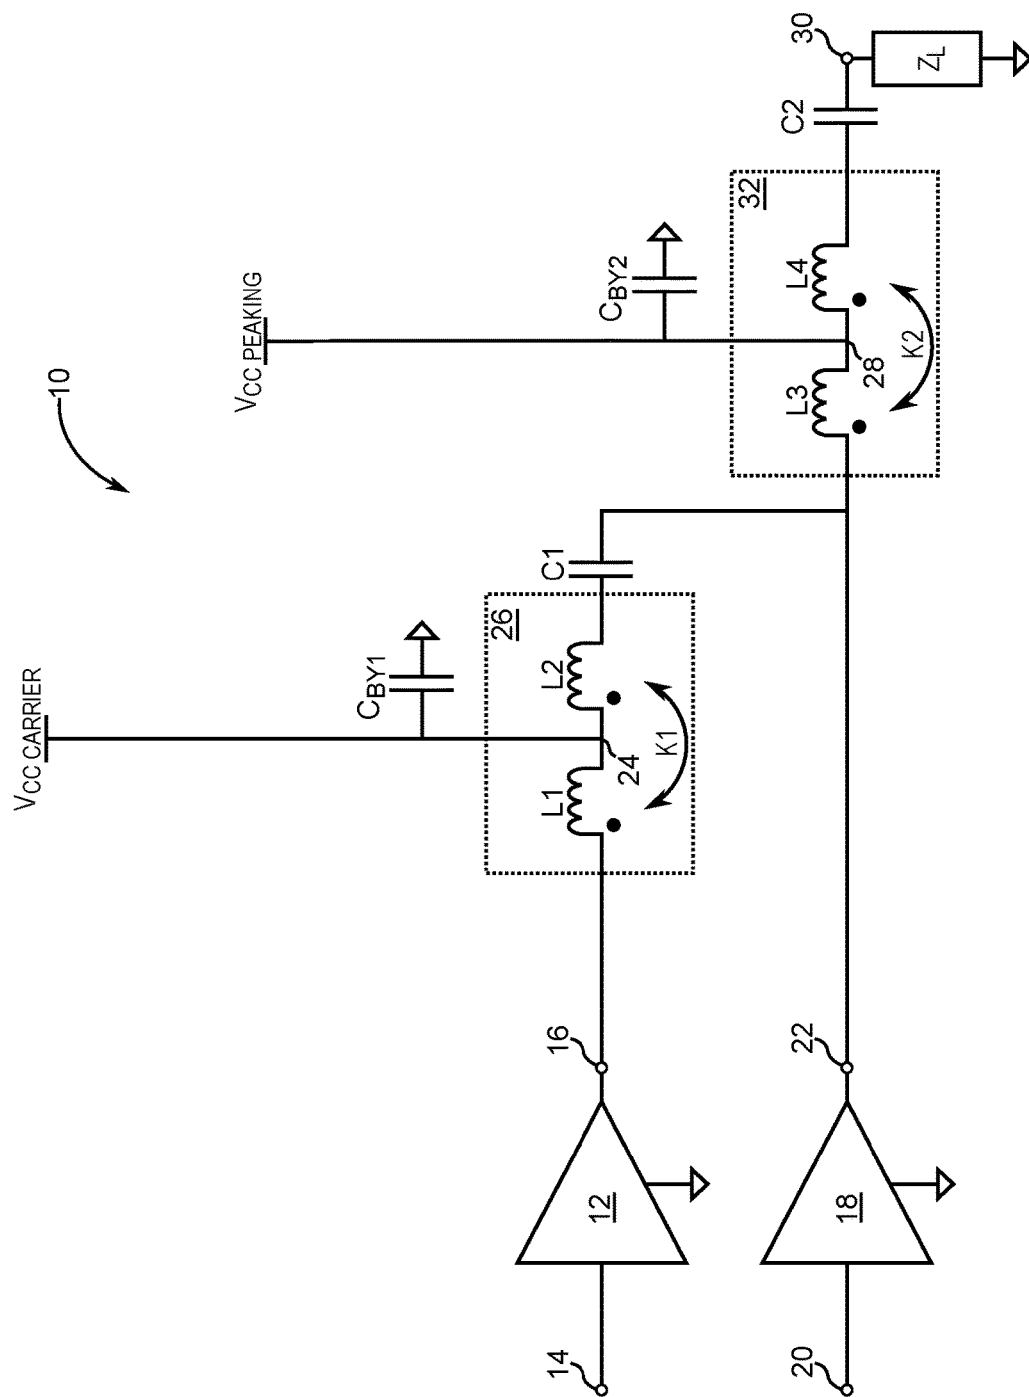 10
VCC CARRIER
VCC PEAKING
CBY1
CBY2
26
L1
L2
C1
24
K1
32
L3
L4
C2
28
K2
30
ZL
14
12
16
20
18
22